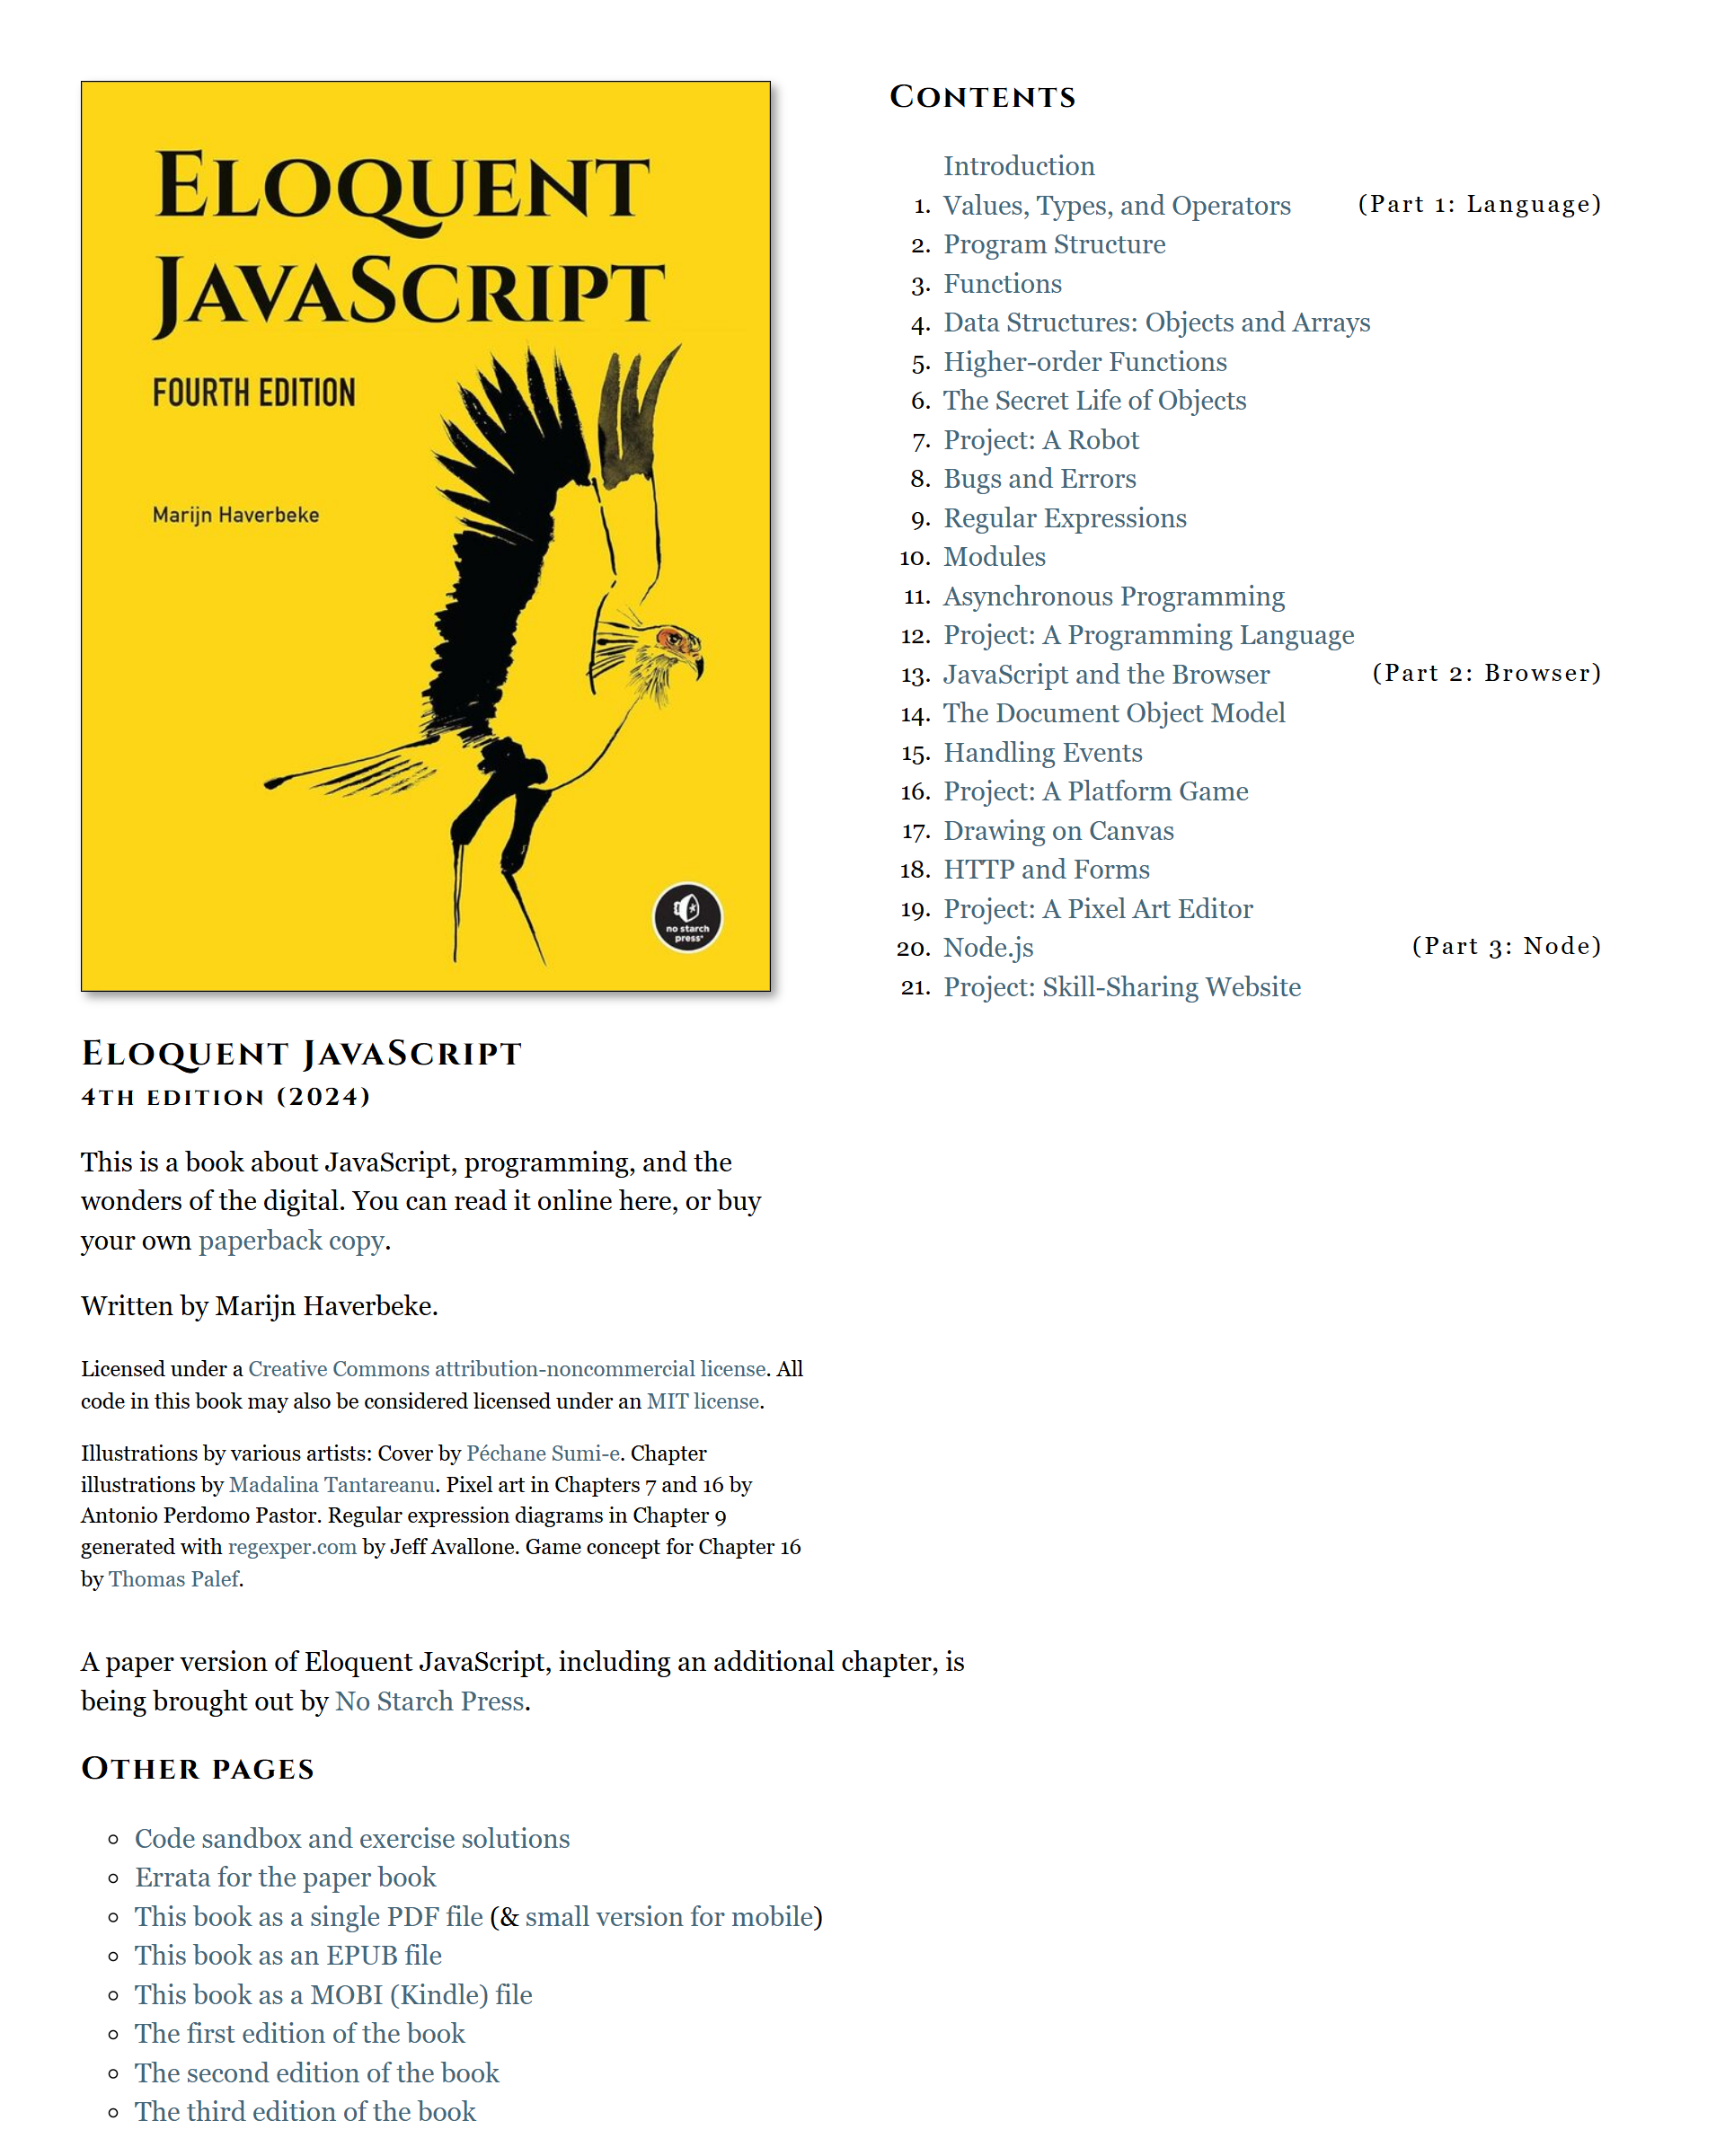 ELOQUENT
JAVASCRIPT
FOURTH EDITION
Marijn Haverbeke
no starch
press®
ELOQUENT JAVASCRIPT
4TH EDITION (2024)
This is a book about JavaScript, programming, and the
wonders of the digital. You can read it online here, or buy
your own paperback copy.
Written by Marijn Haverbeke.
Licensed under a Creative Commons attribution-noncommercial license. All
code in this book may also be considered licensed under an MIT license.
Illustrations by various artists: Cover by Péchane Sumi-e. Chapter
illustrations by Madalina Tantareanu. Pixel art in Chapters 7 and 16 by
Antonio Perdomo Pastor. Regular expression diagrams in Chapter 9
generated with regexper.com by Jeff Avallone. Game concept for Chapter 16
by Thomas Palef.
CONTENTS
Introduction
1. Values, Types, and Operators (Part 1: Language)
2. Program Structure
3. Functions
4. Data Structures: Objects and Arrays
5. Higher-order Functions
6. The Secret Life of Objects
7. Project: A Robot
8. Bugs and Errors
9. Regular Expressions
10. Modules
11. Asynchronous Programming
12. Project: A Programming Language
13. JavaScript and the Browser (Part 2: Browser)
14. The Document Object Model
15. Handling Events
16. Project: A Platform Game
17. Drawing on Canvas
18. HTTP and Forms
19. Project: A Pixel Art Editor
20. Node.js (Part 3: Node)
21. Project: Skill-Sharing Website
A paper version of Eloquent JavaScript, including an additional chapter, is
being brought out by No Starch Press.
OTHER PAGES
Code sandbox and exercise solutions
Errata for the paper book
This book as a single PDF file (& small version for mobile)
This book as an EPUB file
This book as a MOBI (Kindle) file
The first edition of the book
The second edition of the book
The third edition of the book